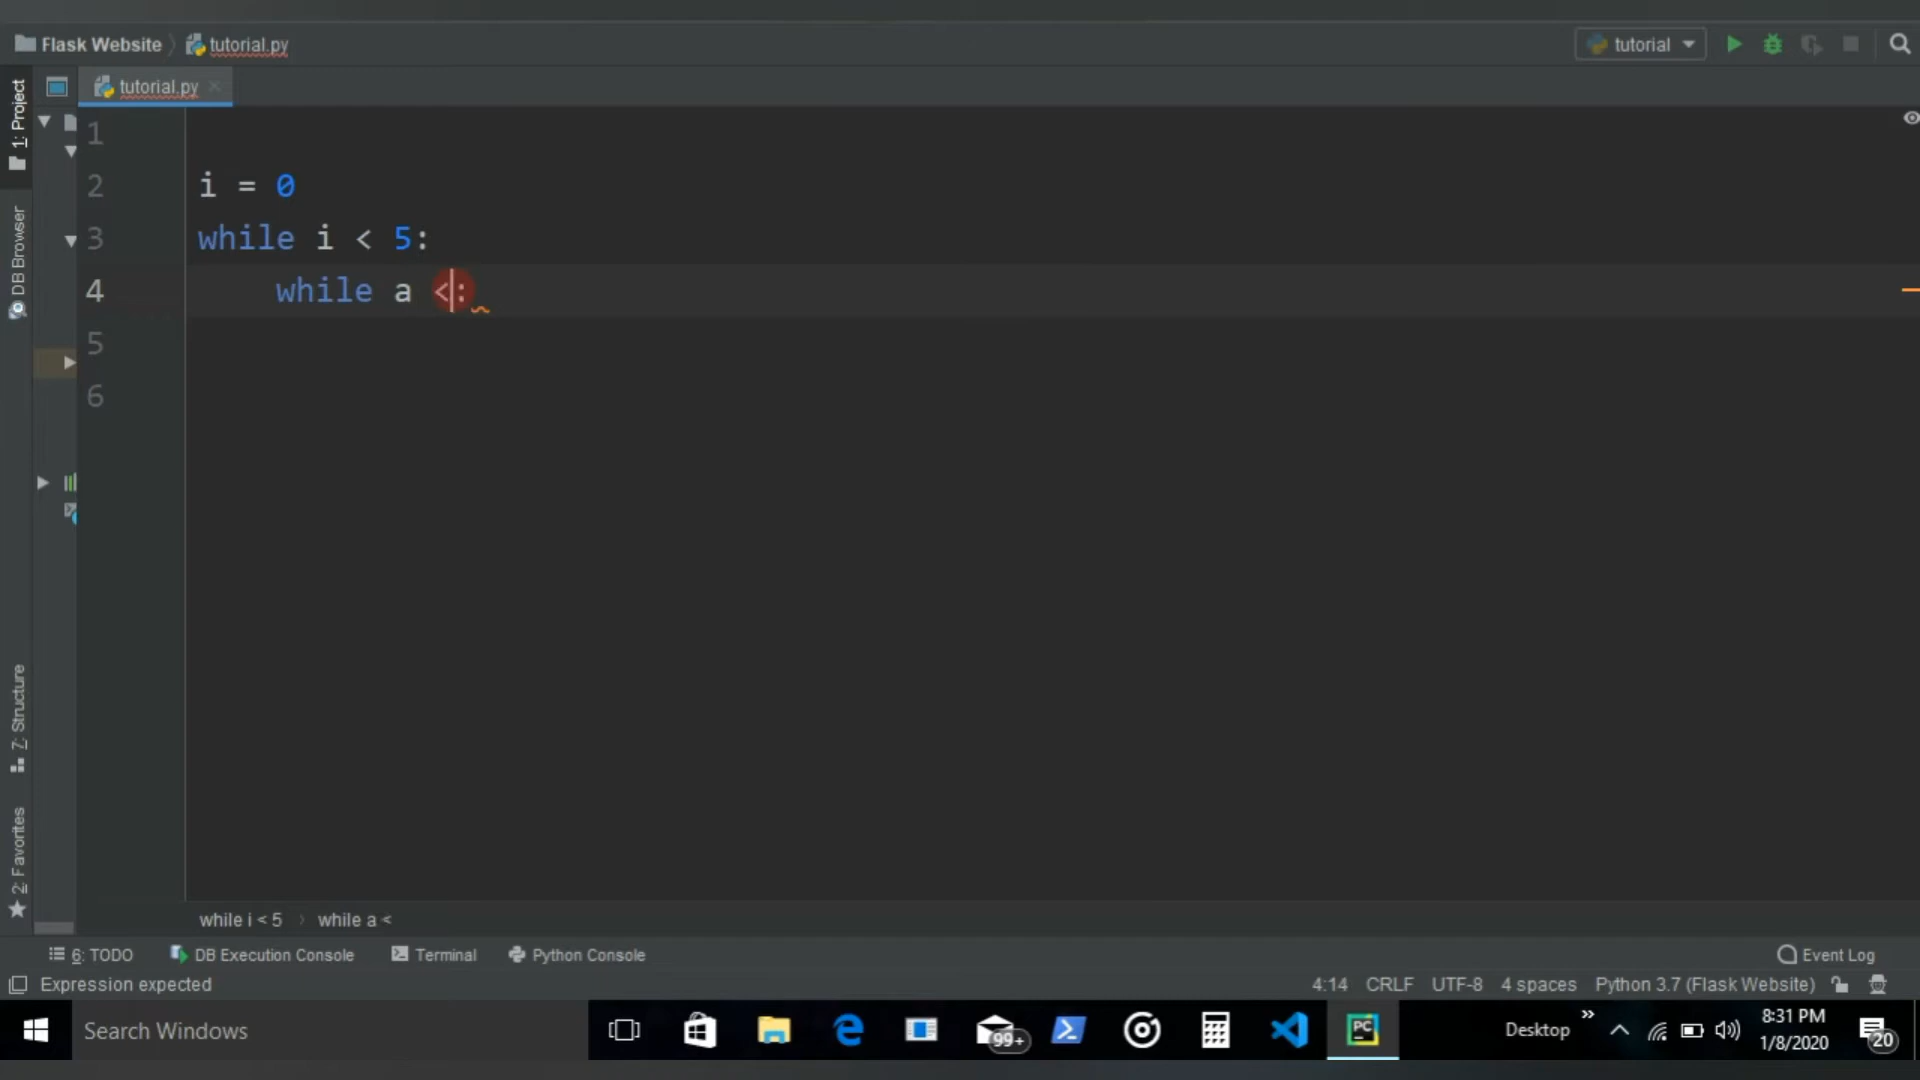 Flask Website tutorial.py
tutorial
tutorial.py
1: Project
DB Browser
7: Structure
2: Favorites
1
2 i = 0
3 while i < 5:
4 while a <:
5
6
while i < 5 while a <
6: TODO DB Execution Console Terminal Python Console Event Log
Expression expected 4:14 CRLF UTF-8 4 spaces Python 3.7 (Flask Website)
Search Windows 99+ PC Desktop » 8:31 PM
1/8/2020 20